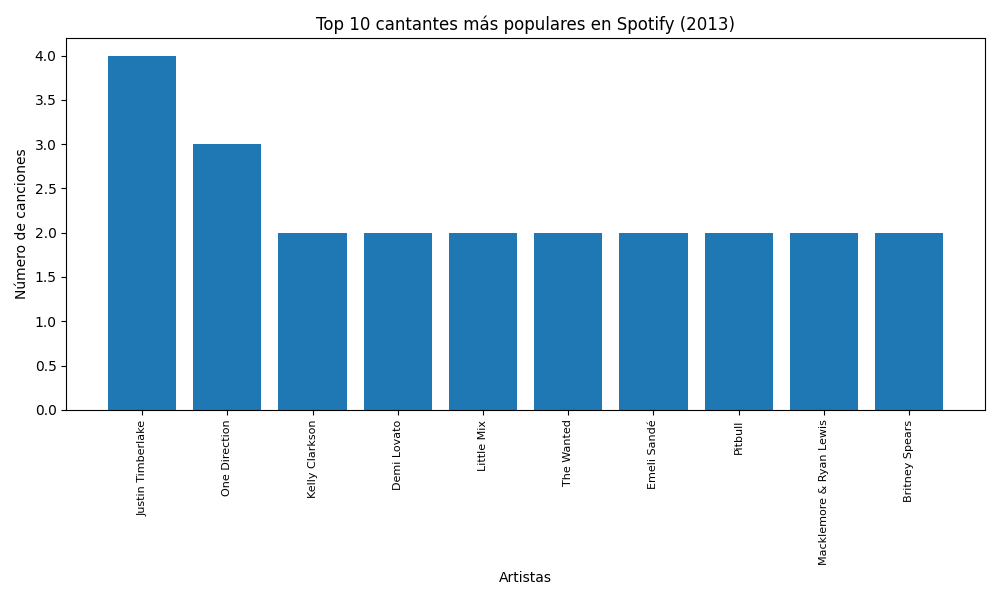 Top 10 cantantes más populares en Spotify (2013)
Número de canciones
4.0
3.5
3.0
2.5
2.0
1.5
1.0
0.5
0.0
Justin Timberlake
One Direction
Kelly Clarkson
Demi Lovato
Little Mix
The Wanted
Emeli Sandé
Pitbull
Macklemore & Ryan Lewis
Britney Spears
Artistas